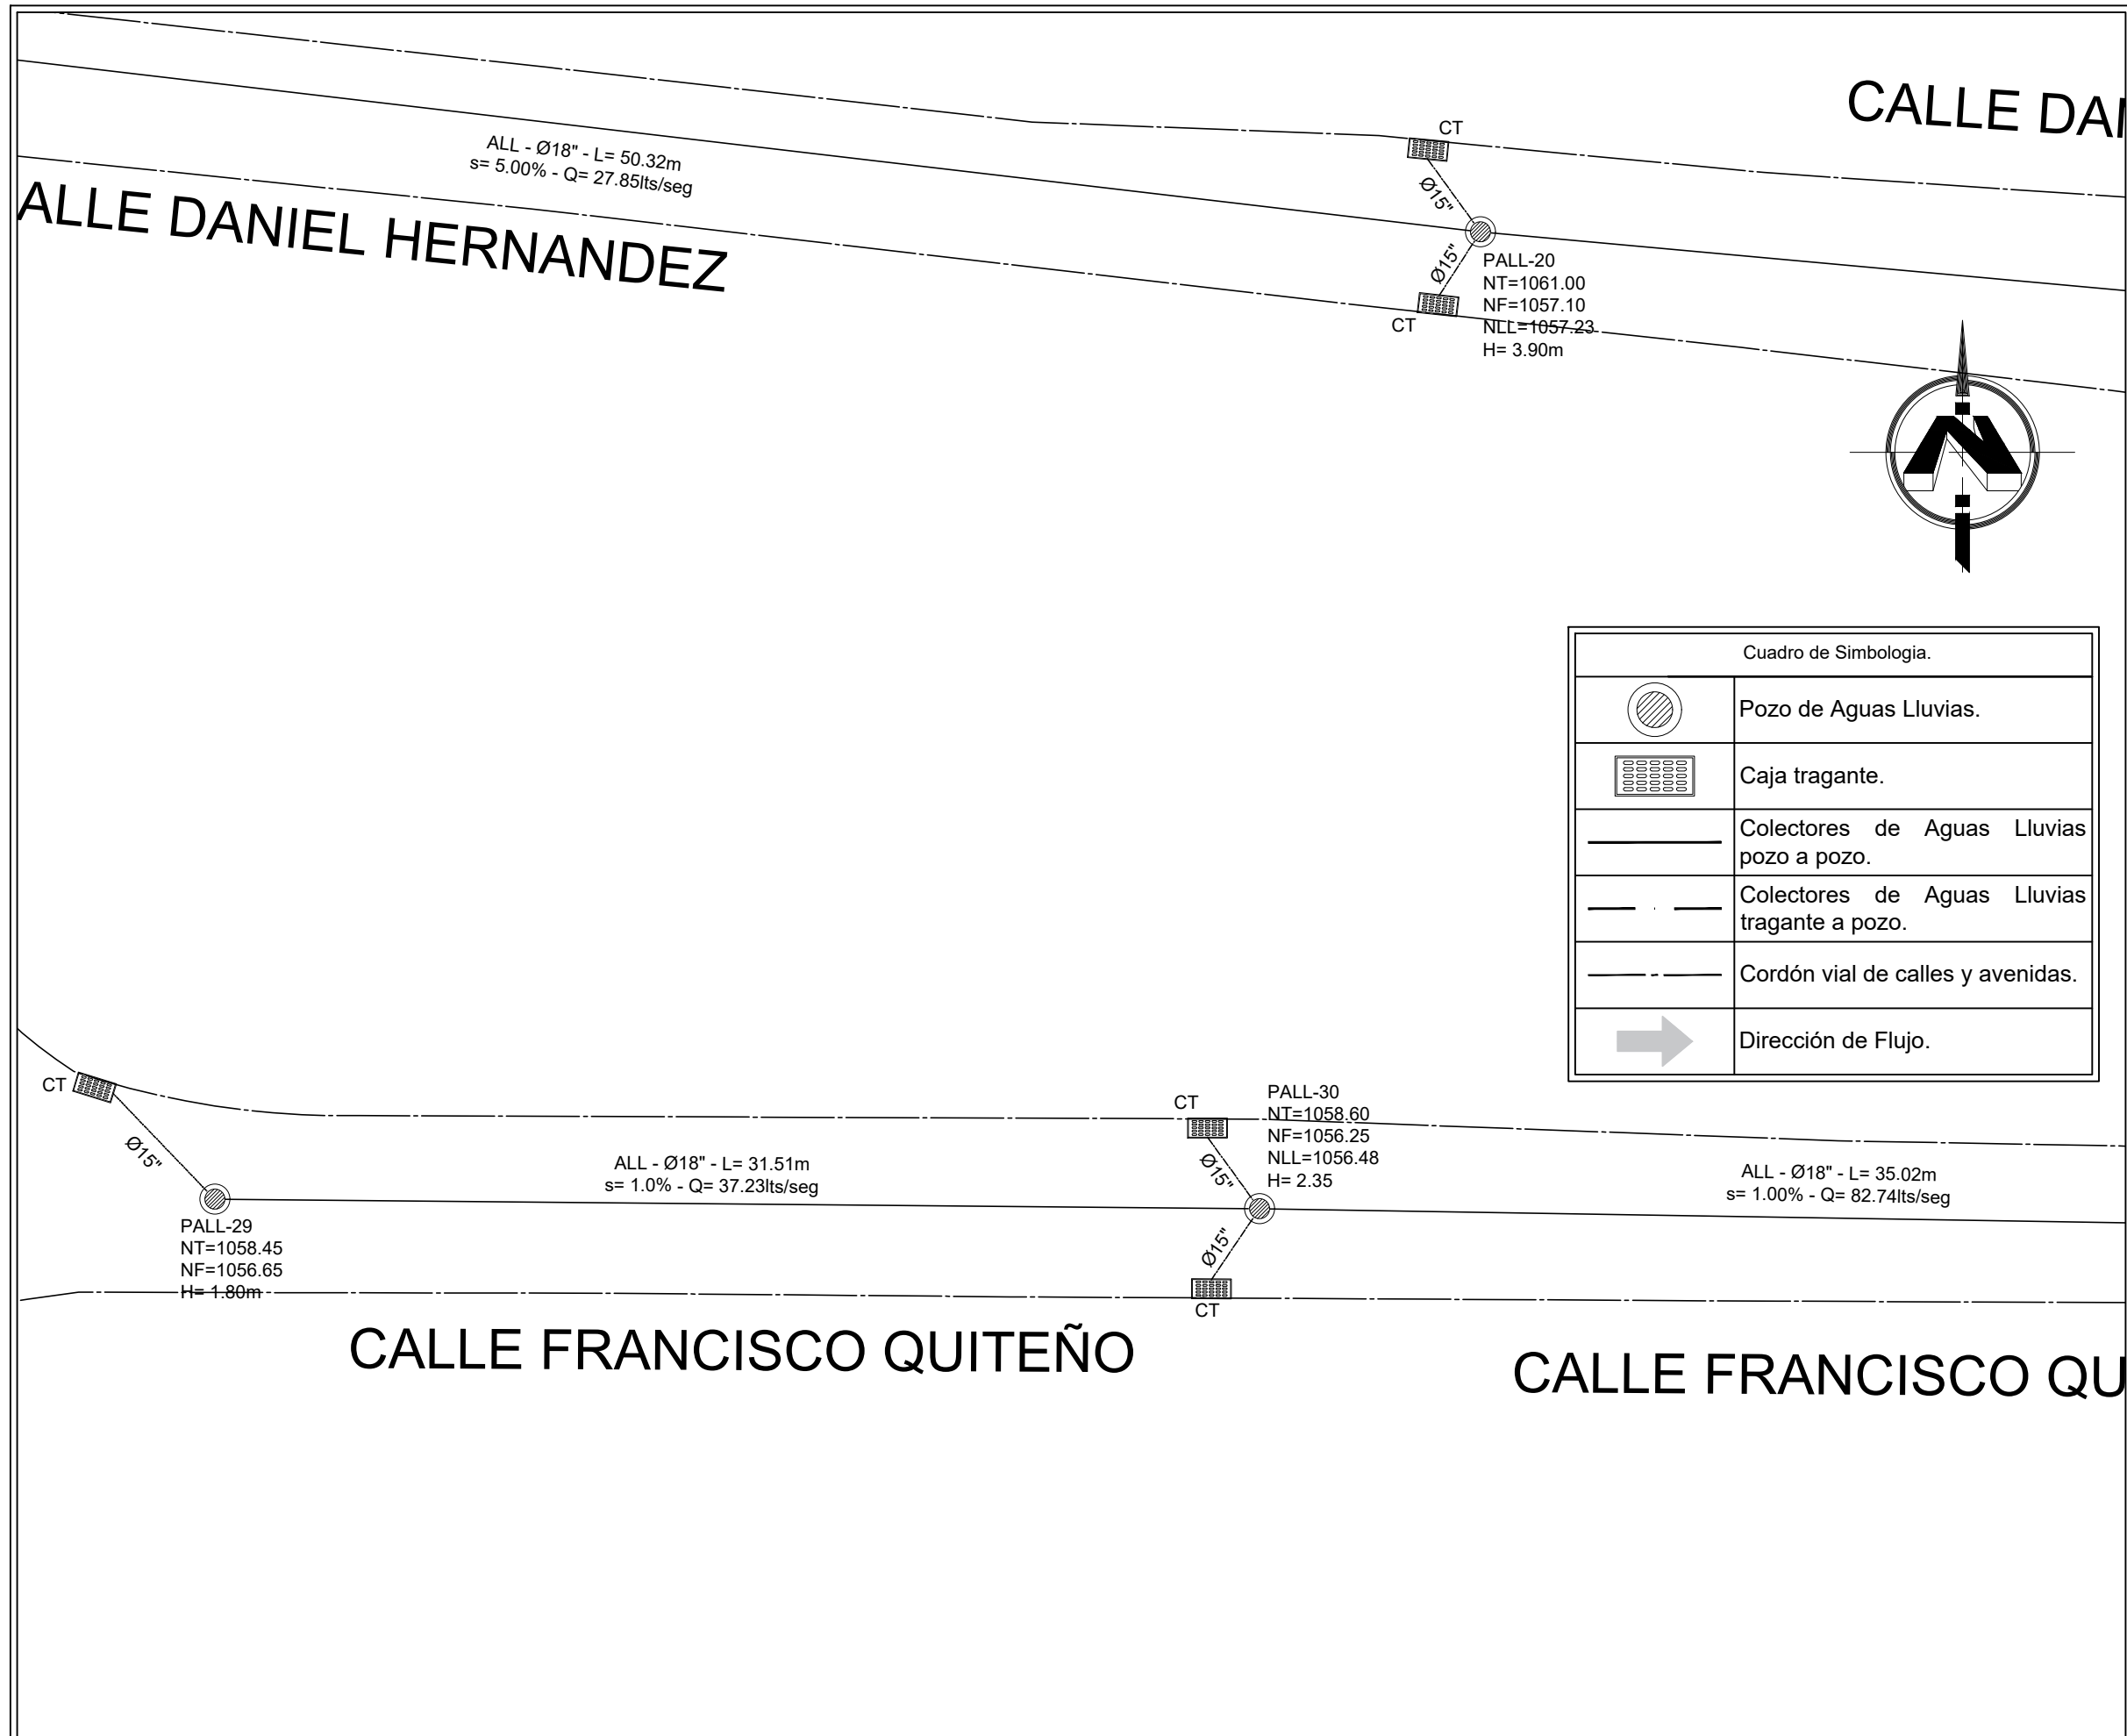 CALLE DAI
CT
ALL - Ø18" - L= 50.32m
s= 5.00% - Q= 27.85lts/seg
Ø15"
ALLE DANIEL HERNANDEZ
Ø15"
PALL-20
NT=1061.00
NF=1057.10
NLL=1057.23
H= 3.90m
CT
N
Cuadro de Simbologia.
Pozo de Aguas Lluvias.
Caja tragante.
Colectores de Aguas Lluvias
pozo a pozo.
Colectores de Aguas Lluvias
tragante a pozo.
Cordón vial de calles y avenidas.
Dirección de Flujo.
CT
Ø15"
CT
PALL-30
NT=1058.60
NF=1056.25
NLL=1056.48
H= 2.35
Ø15"
ALL - Ø18" - L= 31.51m
s= 1.0% - Q= 37.23lts/seg
ALL - Ø18" - L= 35.02m
s= 1.00% - Q= 82.74lts/seg
PALL-29
NT=1058.45
NF=1056.65
H= 1.80m
Ø15"
CT
CALLE FRANCISCO QUITEÑO
CALLE FRANCISCO QU